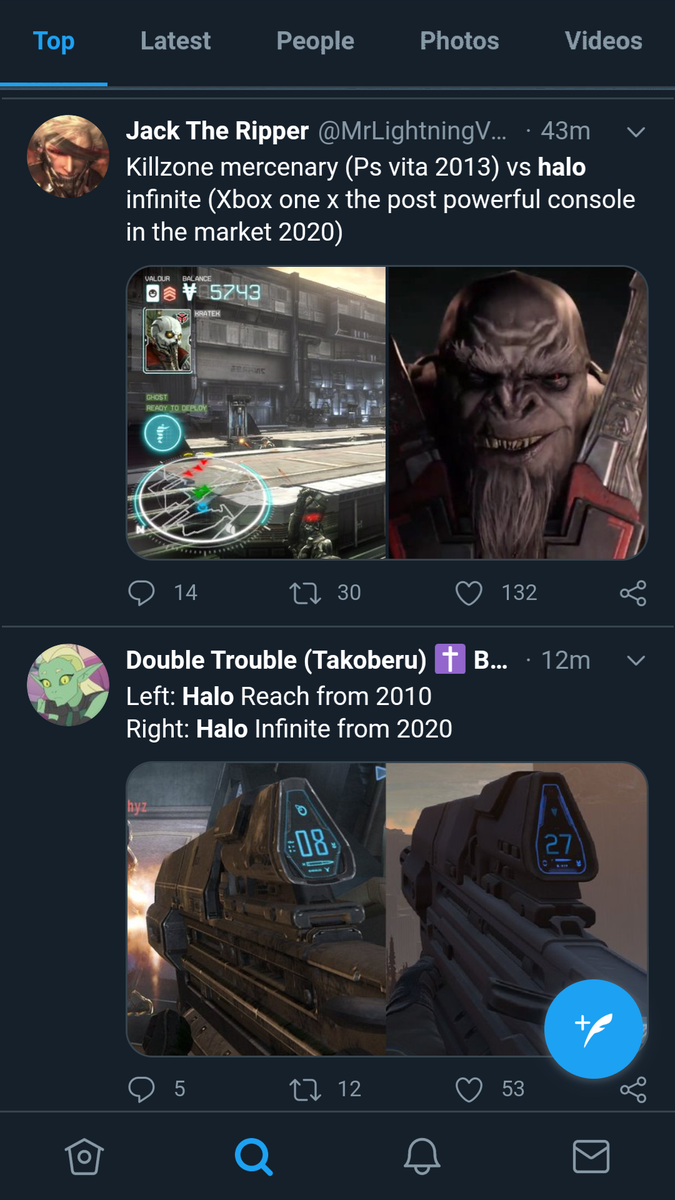 Top Latest People Photos Videos
Jack The Ripper @MrLightningV... · 43m
Killzone mercenary (Ps vita 2013) vs halo
infinite (Xbox one x the post powerful console
in the market 2020)
VALOUR BALANCE
5743
KRATEK
GHOST
READY TO DEPLOY
N
14 30 132
Double Trouble (Takoberu) ✝️ B... · 12m
Left: Halo Reach from 2010
Right: Halo Infinite from 2020
hyz
08
27
5 12 53